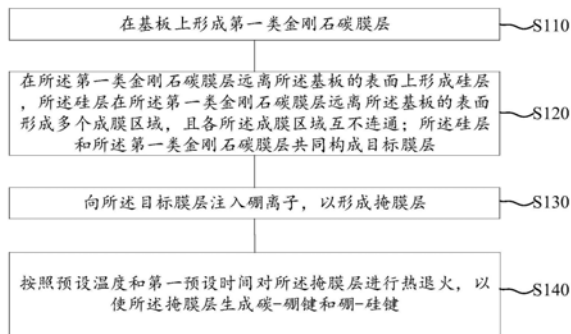 在基板上形成第一类金刚石碳膜层
S110
在所述第一类金刚石碳膜层远离所述基板的表面上形成硅层
，所述硅层在所述第一类金刚石碳膜层远离所述基板的表面
形成多个成膜区域，且各所述成膜区域互不连通；所述硅层
和所述第一类金刚石碳膜层共同构成目标膜层
S120
向所述目标膜层注入硼离子，以形成掩膜层
S130
按照预设温度和第一预设时间对所述掩膜层进行热退火，以
使所述掩膜层生成碳-硼键和硼-硅键
S140